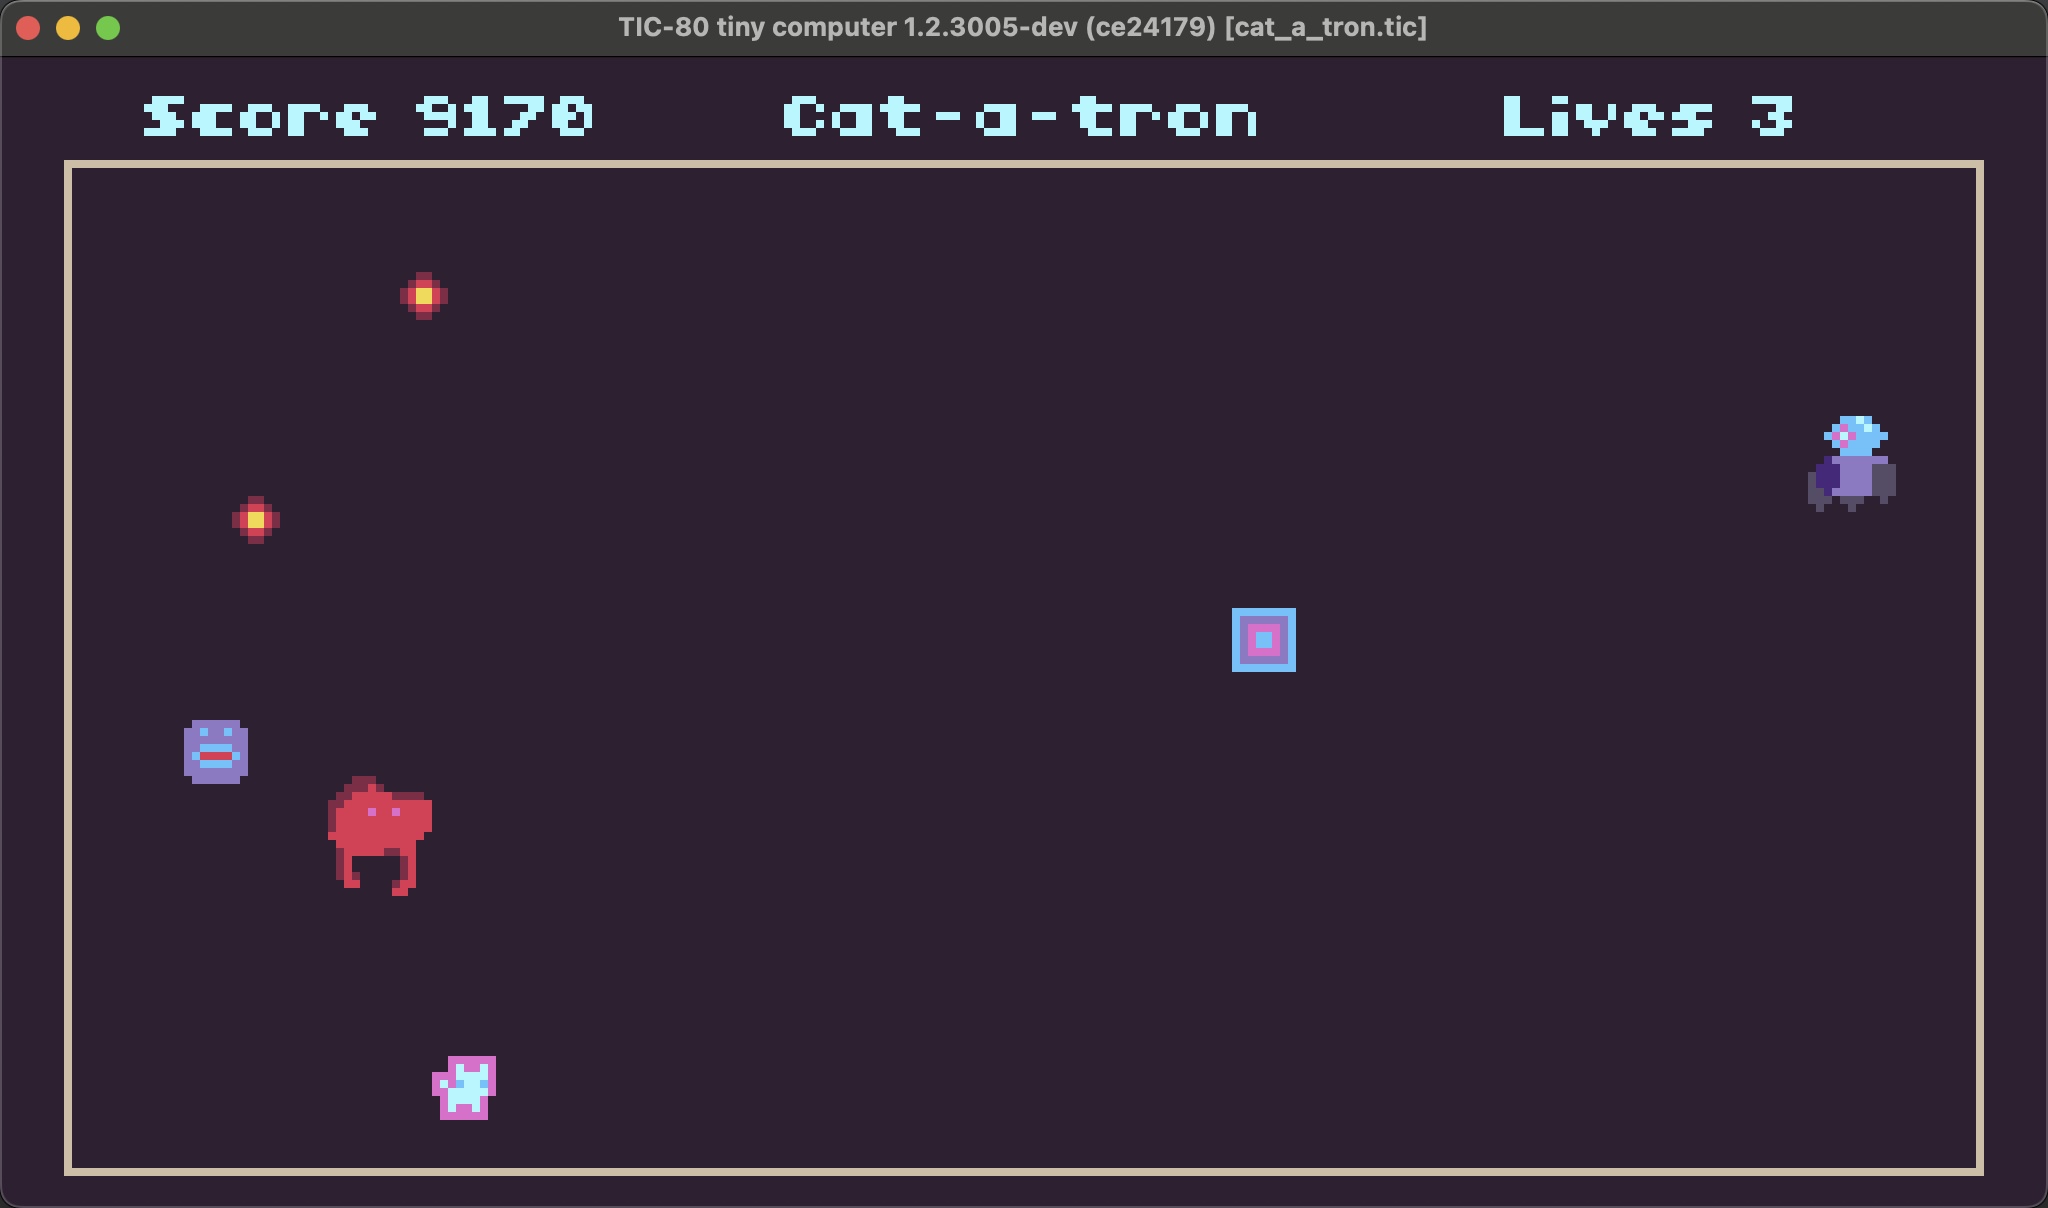 TIC-80 tiny computer 1.2.3005-dev (ce24179) [cat_a_tron.tic]
Score 9170 Cat-a-tron Lives 3